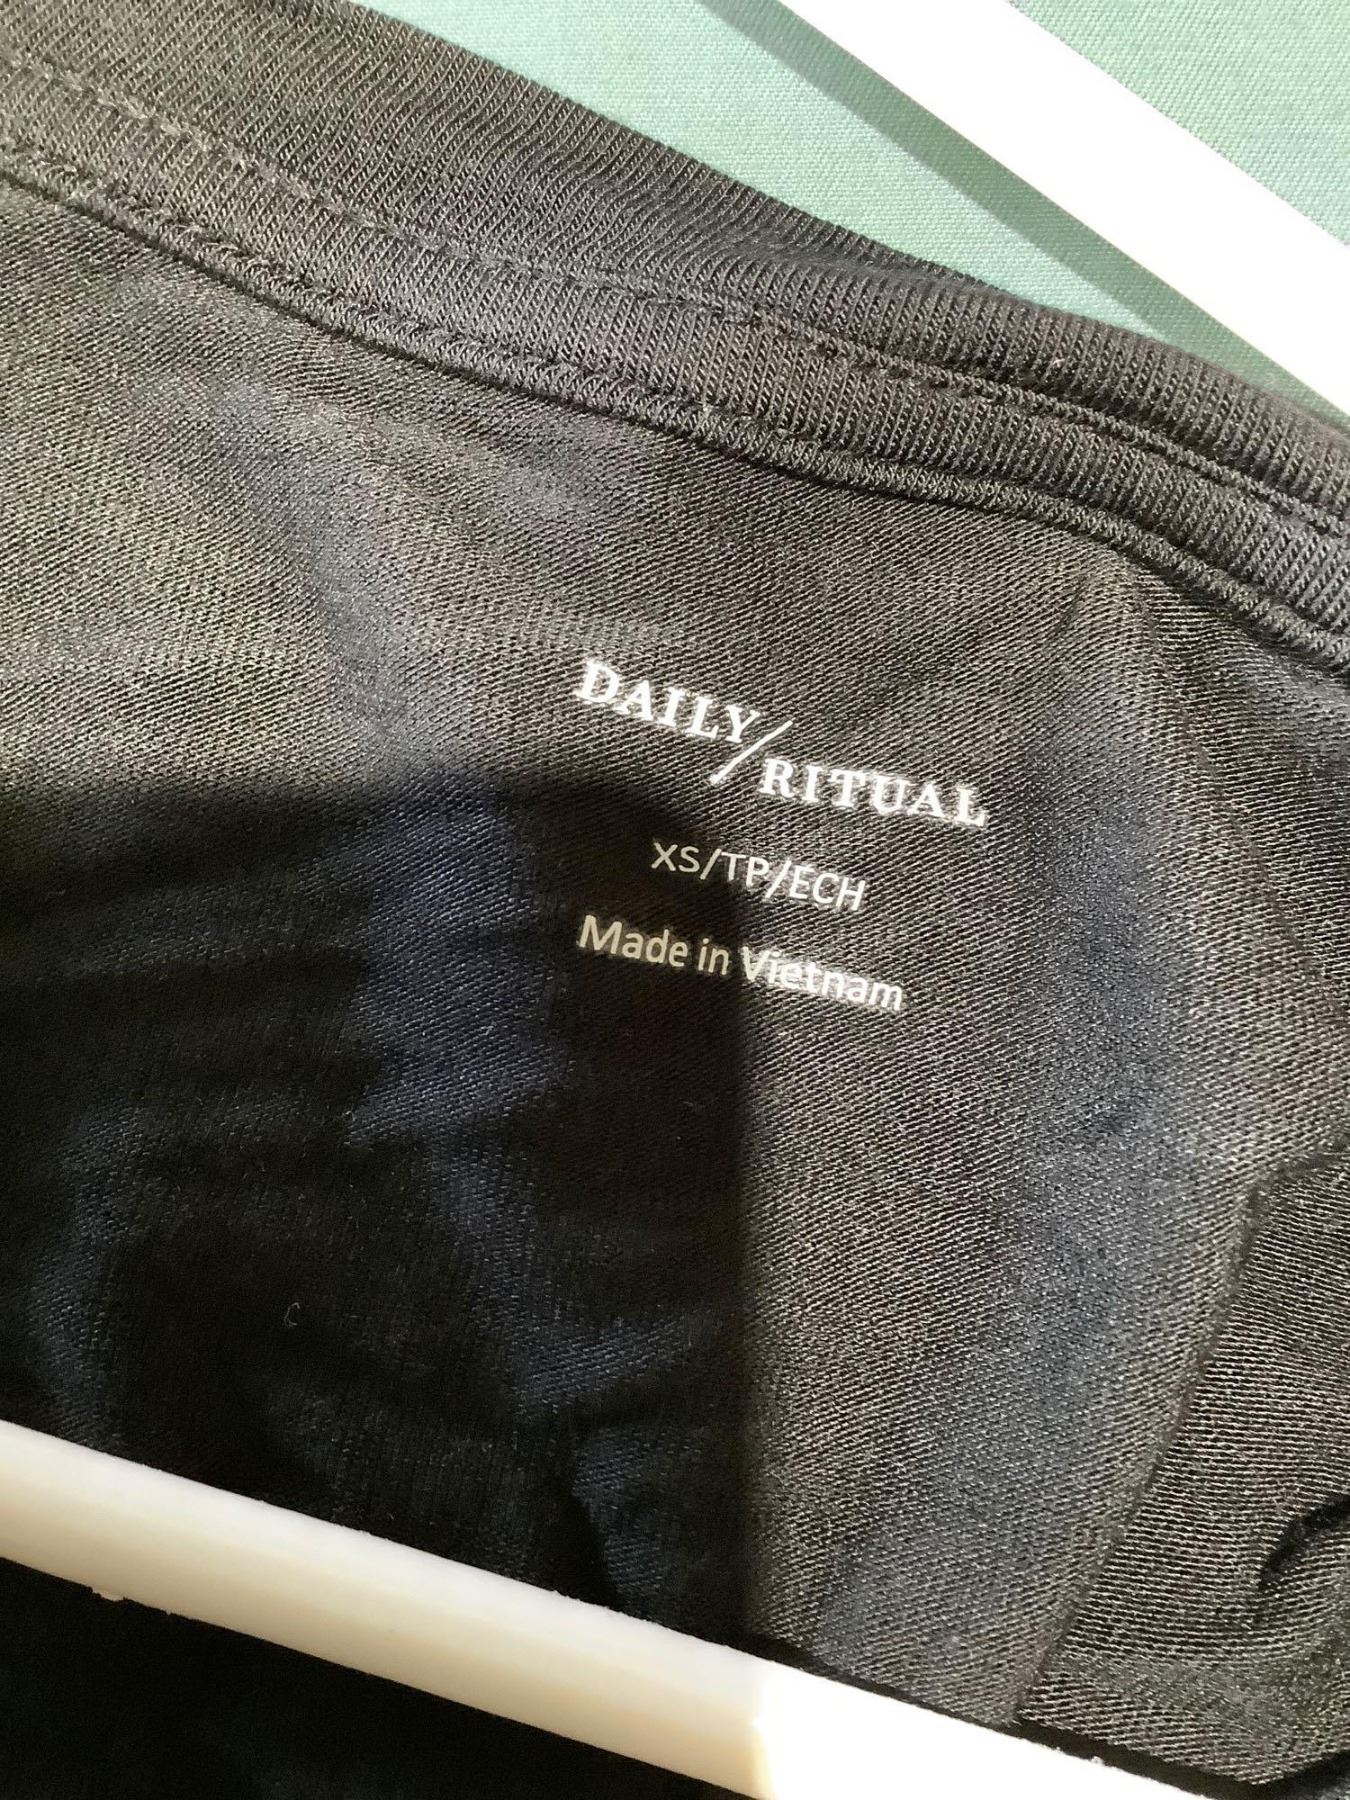 DAILY/
RITUAL
XS/TP/ECH
Made in Vietnam